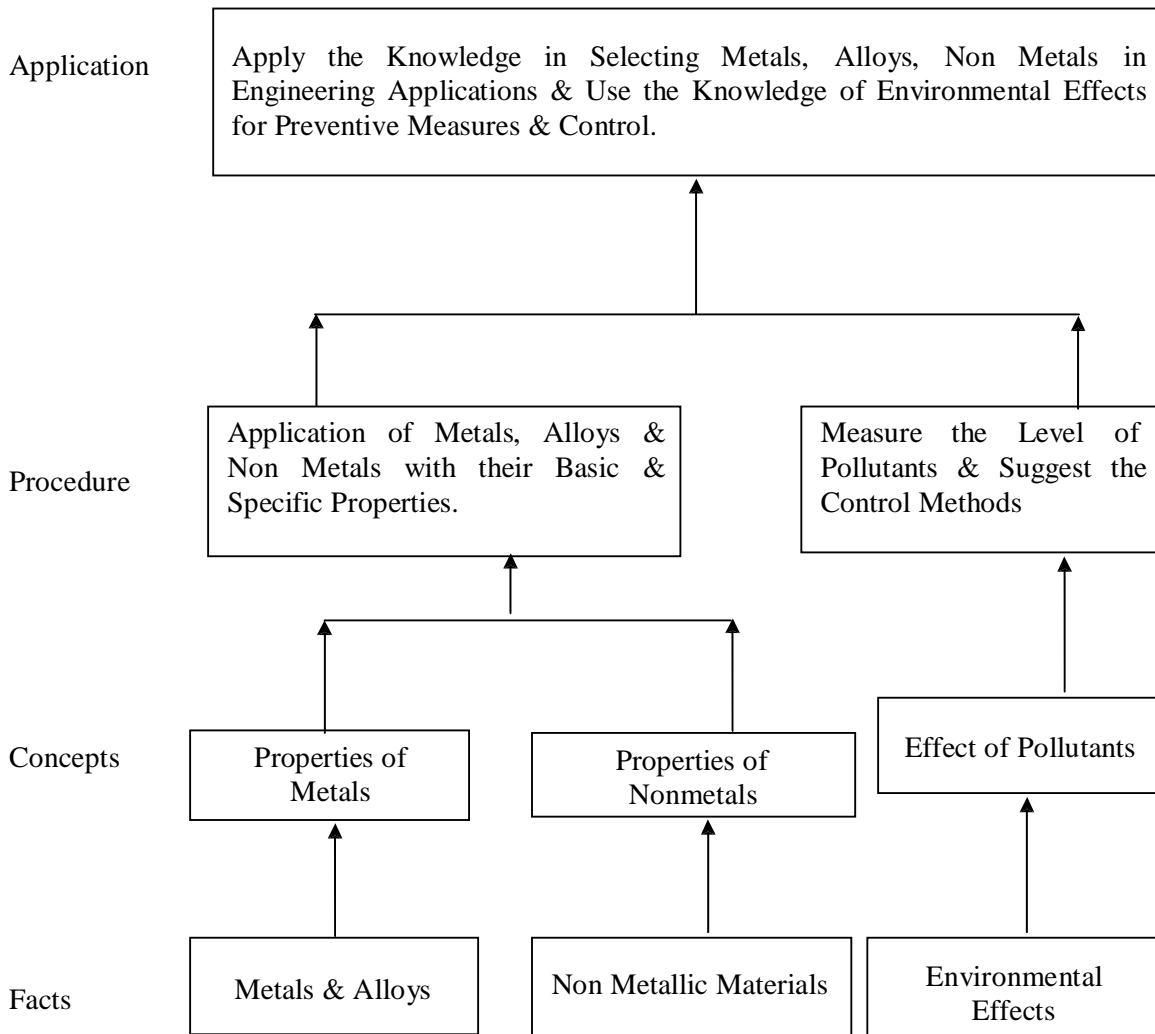 Application
Apply the Knowledge in Selecting Metals, Alloys, Non Metals in
Engineering Applications & Use the Knowledge of Environmental Effects
for Preventive Measures & Control.
Procedure
Application of Metals, Alloys &
Non Metals with their Basic &
Specific Properties.
Measure the Level of
Pollutants & Suggest the
Control Methods
Concepts
Properties of
Metals
Properties of
Nonmetals
Effect of Pollutants
Facts
Metals & Alloys
Non Metallic Materials
Environmental
Effects